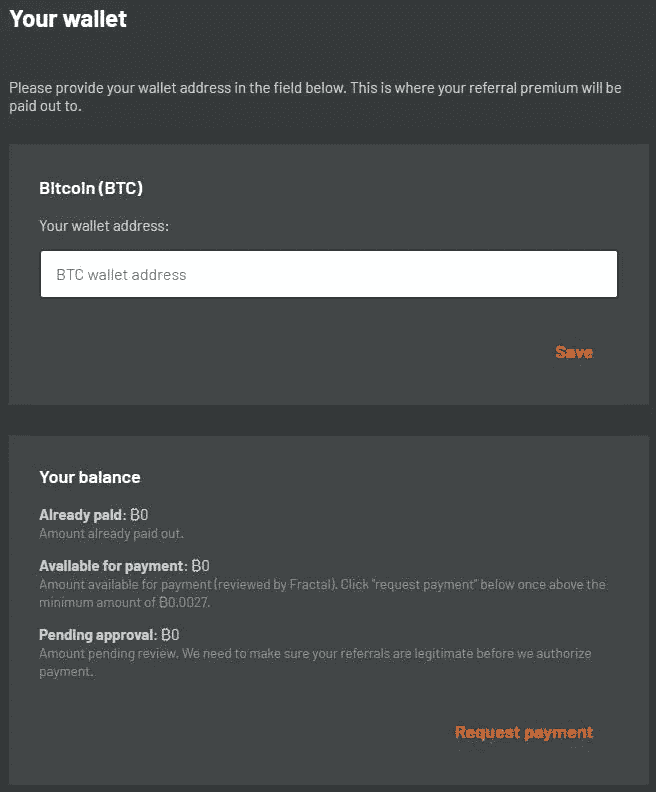 Your wallet
Please provide your wallet address in the field below. This is where your referral premium will be
paid out to.
Bitcoin (BTC)
Your wallet address:
BTC wallet address
Save
Your balance
Already paid: ₿0
Amount already paid out.
Available for payment: ₿0
Amount available for payment (reviewed by Fractal). Click "request payment" below once above the
minimum amount of ₿0.0027.
Pending approval: ₿0
Amount pending review. We need to make sure your referrals are legitimate before we authorize
payment.
Request payment